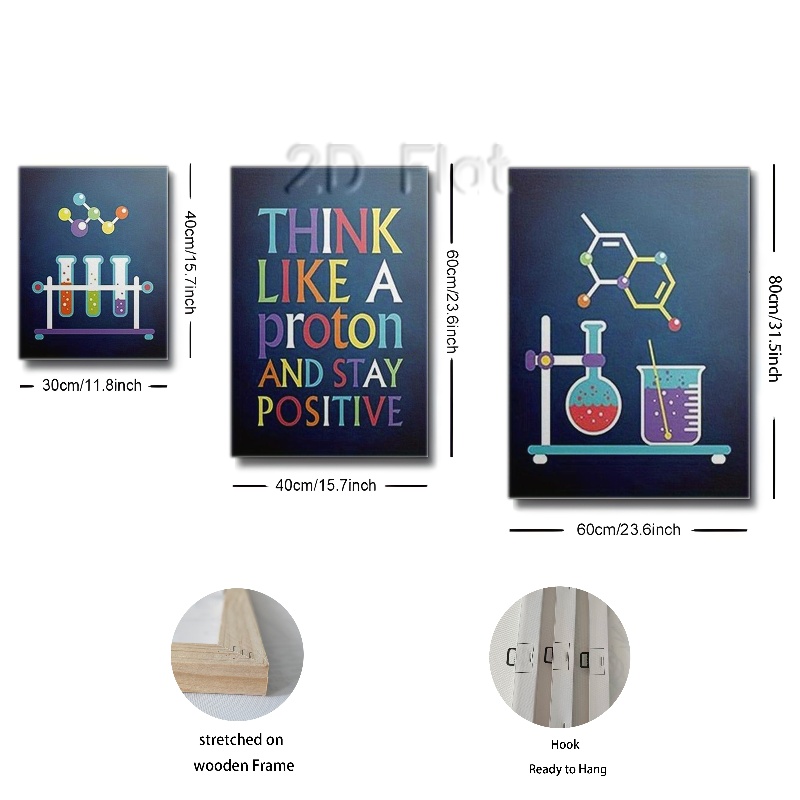 2D Flat
THINK
LIKE A
proton
AND STAY
POSITIVE
40cm/15.7inch
30cm/11.8inch
60cm/23.6inch
40cm/15.7inch
80cm/31.5inch
60cm/23.6inch
stretched on
wooden Frame
Hook
Ready to Hang